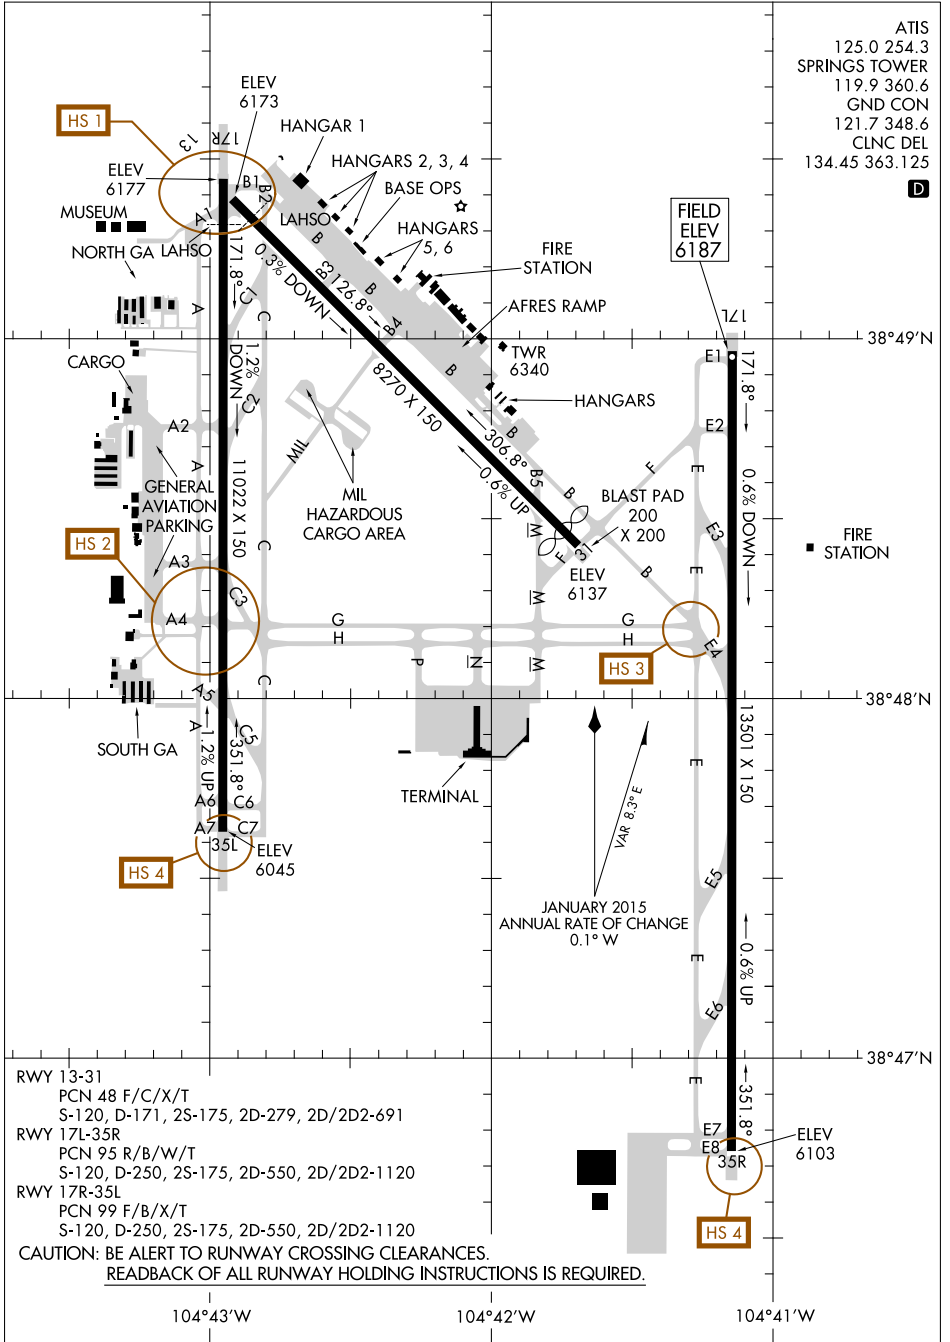 ATIS
125.0 254.3
SPRINGS TOWER
119.9 360.6
GND CON
121.7 348.6
CLNC DEL
134.45 363.125
D
ELEV
6173
HS 1
13
17R
HANGAR 1
HANGARS 2, 3, 4
BASE OPS
ELEV
6177
B1
B2
MUSEUM
A1
LAHSO
HANGARS
5, 6
FIELD
ELEV
6187
NORTH GA
LAHSO
B
FIRE
STATION
171.8°
0.3% DOWN
B3
126.8°
B
A
C1
C
AFRES RAMP
17L
B4
38°49'N
CARGO
1.2%
DOWN
TWR
6340
E1
171.8°
B
8270 X 150
C2
HANGARS
A2
MIL
306.8°
B
E2
A
11022 X 150
0.6% UP
B5
F
E
0.6% DOWN
GENERAL
AVIATION
PARKING
MIL
HAZARDOUS
CARGO AREA
B
BLAST PAD
200
X 200
E3
HS 2
C
M
FIRE
STATION
31
F
A3
ELEV
6137
B
E
C3
M
A4
G
H
G
H
HS 3
E4
P
N
M
C
A5
38°48'N
A
351.8°
1.2% UP
C5
13501 X 150
SOUTH GA
TERMINAL
E
VAR 8.3° E
A6
C6
A7
C7
35L
ELEV
6045
HS 4
E5
JANUARY 2015
ANNUAL RATE OF CHANGE
0.1° W
0.6% UP
E
E6
38°47'N
RWY 13-31
PCN 48 F/C/X/T
S-120, D-171, 2S-175, 2D-279, 2D/2D2-691
RWY 17L-35R
PCN 95 R/B/W/T
S-120, D-250, 2S-175, 2D-550, 2D/2D2-1120
RWY 17R-35L
PCN 99 F/B/X/T
S-120, D-250, 2S-175, 2D-550, 2D/2D2-1120
E
351.8°
E7
E8
35R
ELEV
6103
HS 4
CAUTION: BE ALERT TO RUNWAY CROSSING CLEARANCES.
READBACK OF ALL RUNWAY HOLDING INSTRUCTIONS IS REQUIRED.
104°43'W
104°42'W
104°41'W